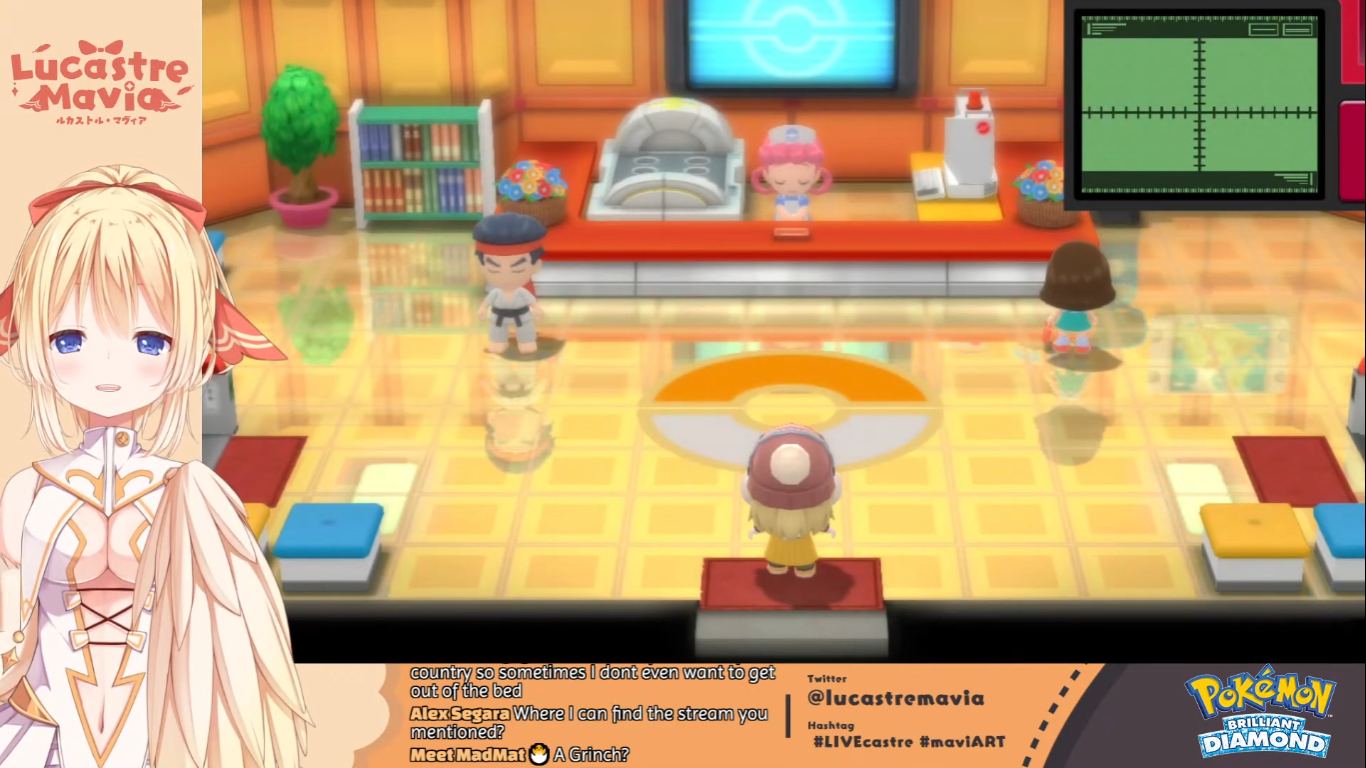 Lucastre
Mavia
ルカストル・マヴィア
country so sometimes I dont even want to get
out of the bed
Alex Segara Where I can find the stream you
mentioned?
Meet MadMat A Grinch?
Twitter
@lucastremavia
Hashtag
#LIVEcastre #maviART
POKéMON
BRILLIANT
DIAMOND